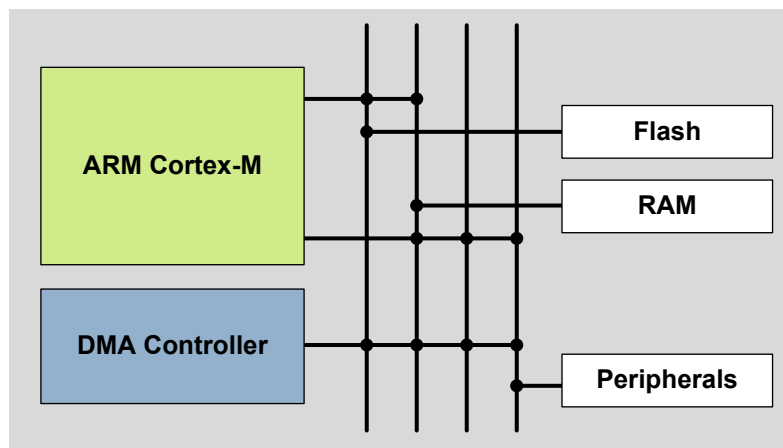 ARM Cortex-M
Flash
RAM
DMA Controller
Peripherals